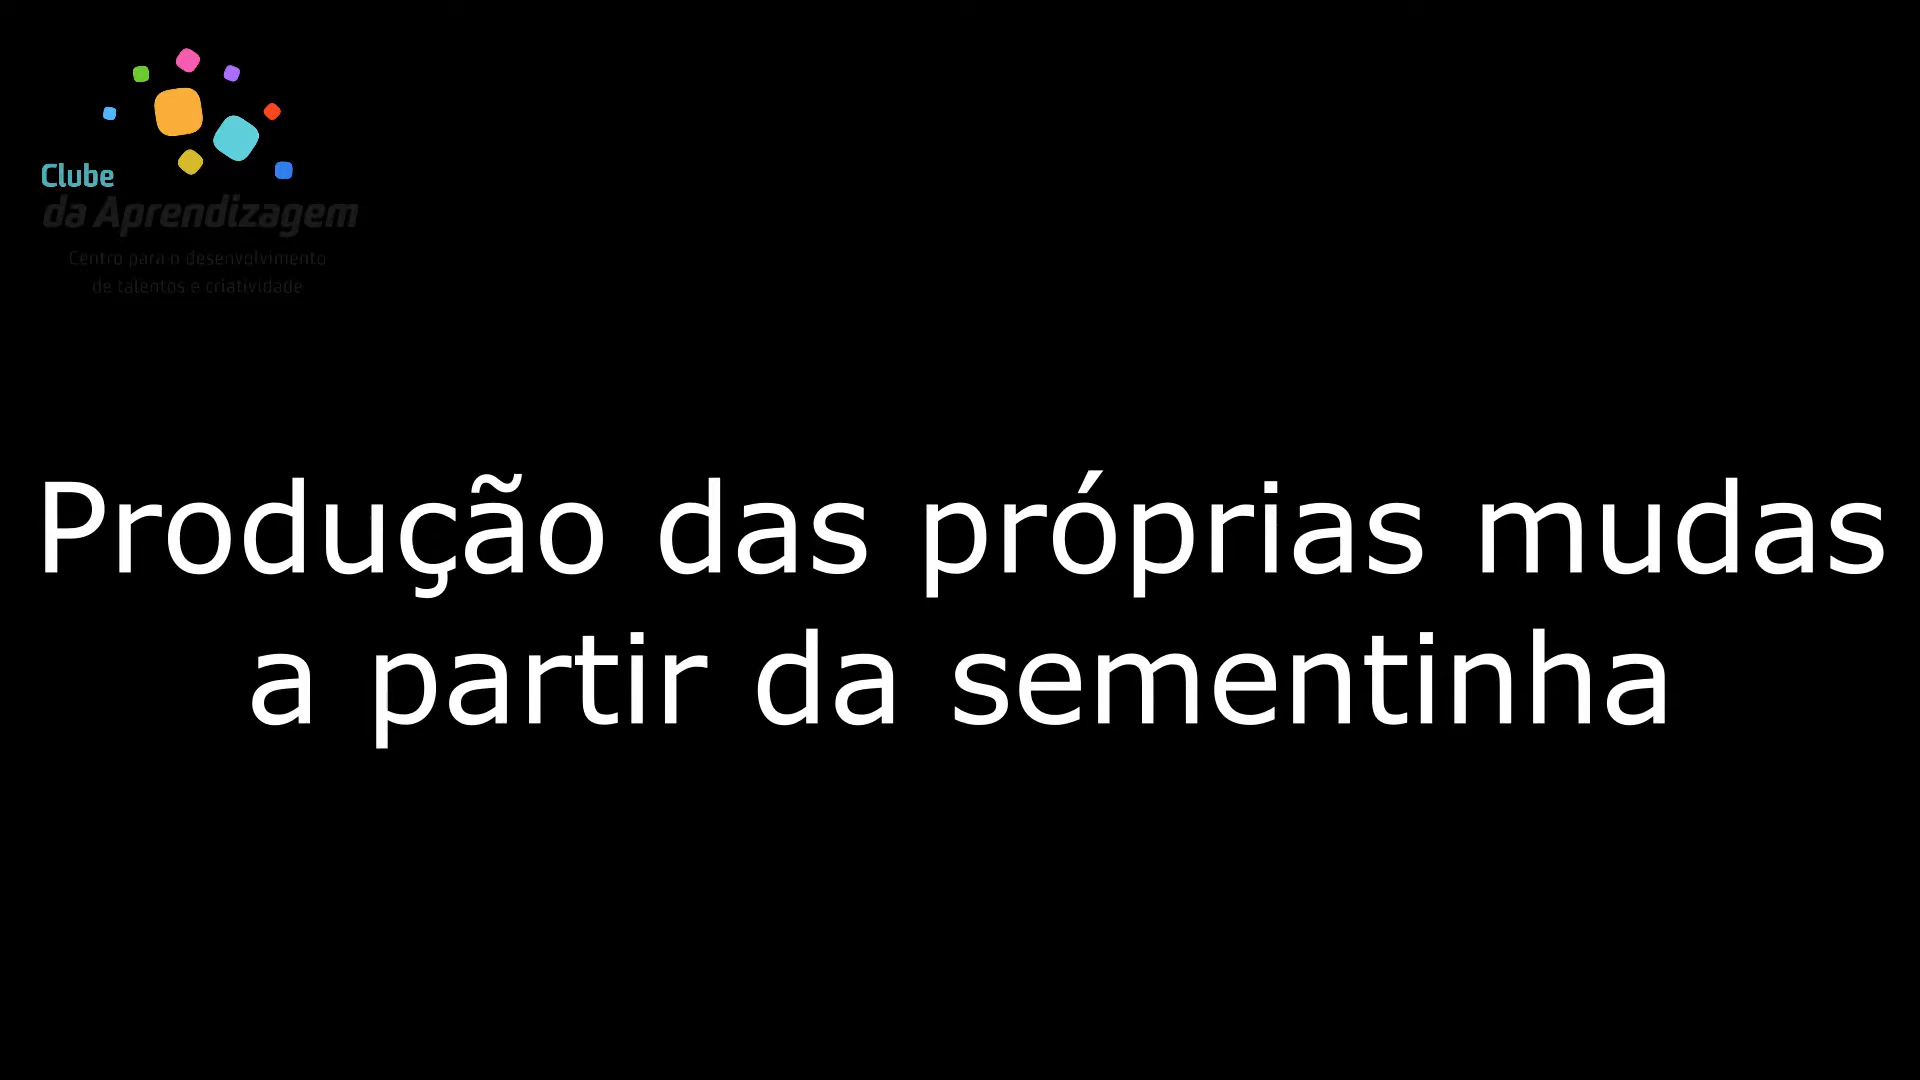 Clube
da Aprendizagem
Centro para o desenvolvimento
de talentos e criatividade
Produção das próprias mudas
a partir da sementinha